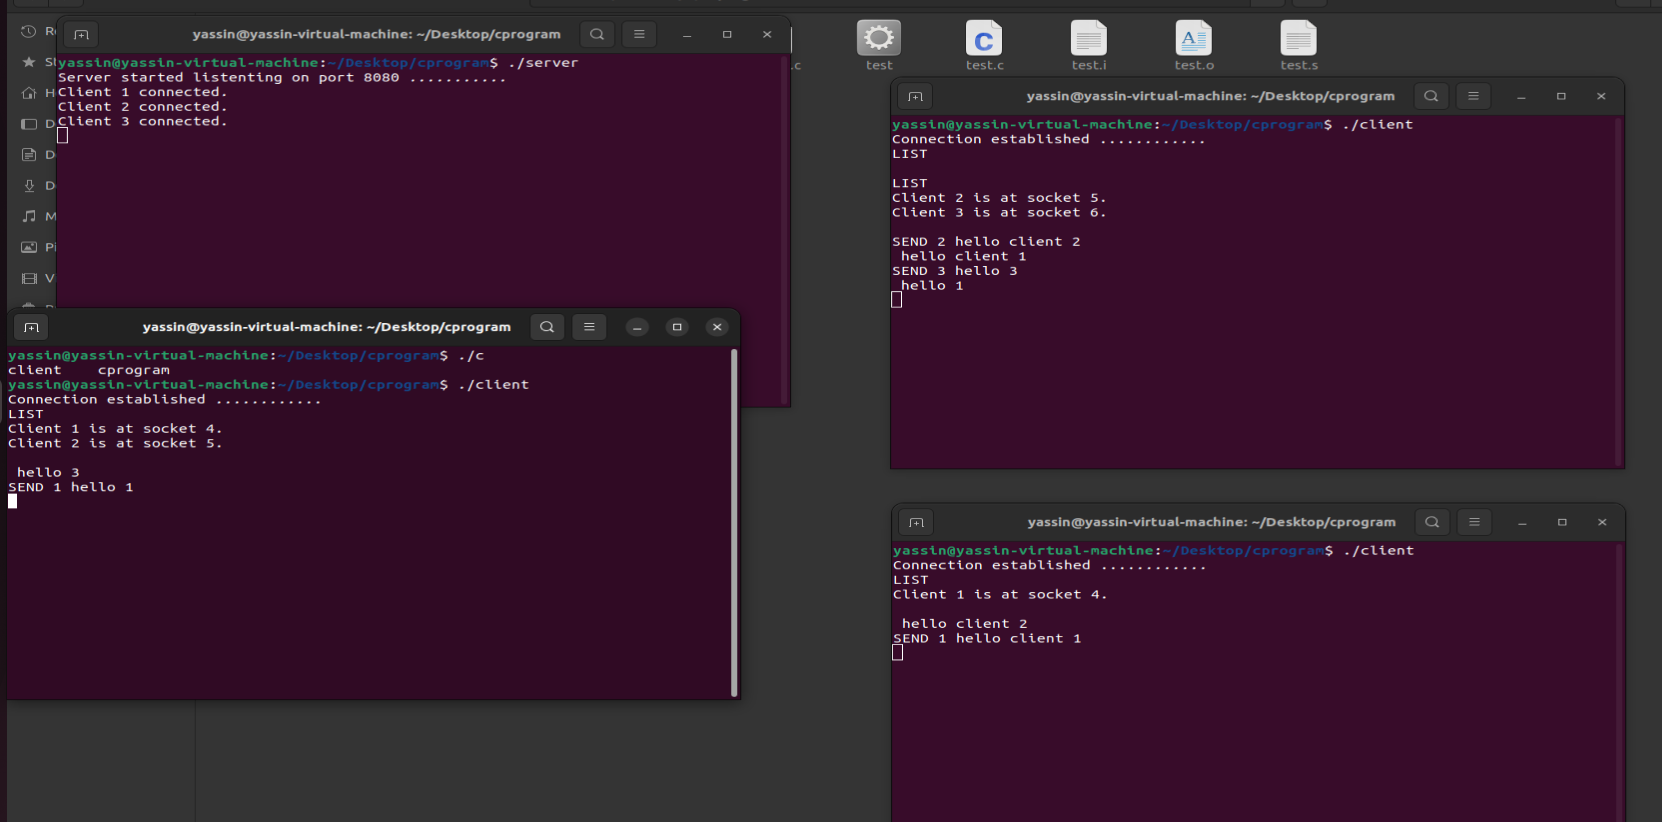 yassin@yassin-virtual-machine: ~/Desktop/cprogram
yassin@yassin-virtual-machine:~/Desktop/cprogram$ ./server
Server started listenting on port 8080 ...........
Client 1 connected.
Client 2 connected.
Client 3 connected.
.c
test
test.c
test.i
test.o
test.s
yassin@yassin-virtual-machine: ~/Desktop/cprogram
yassin@yassin-virtual-machine:~/Desktop/cprogram$ ./client
Connection established ............
LIST
LIST
Client 2 is at socket 5.
Client 3 is at socket 6.
SEND 2 hello client 2
hello client 1
SEND 3 hello 3
hello 1
yassin@yassin-virtual-machine: ~/Desktop/cprogram
yassin@yassin-virtual-machine:~/Desktop/cprogram$ ./c
client    cprogram
yassin@yassin-virtual-machine:~/Desktop/cprogram$ ./client
Connection established ............
LIST
Client 1 is at socket 4.
Client 2 is at socket 5.
hello 3
SEND 1 hello 1
yassin@yassin-virtual-machine: ~/Desktop/cprogram
yassin@yassin-virtual-machine:~/Desktop/cprogram$ ./client
Connection established ............
LIST
Client 1 is at socket 4.
hello client 2
SEND 1 hello client 1